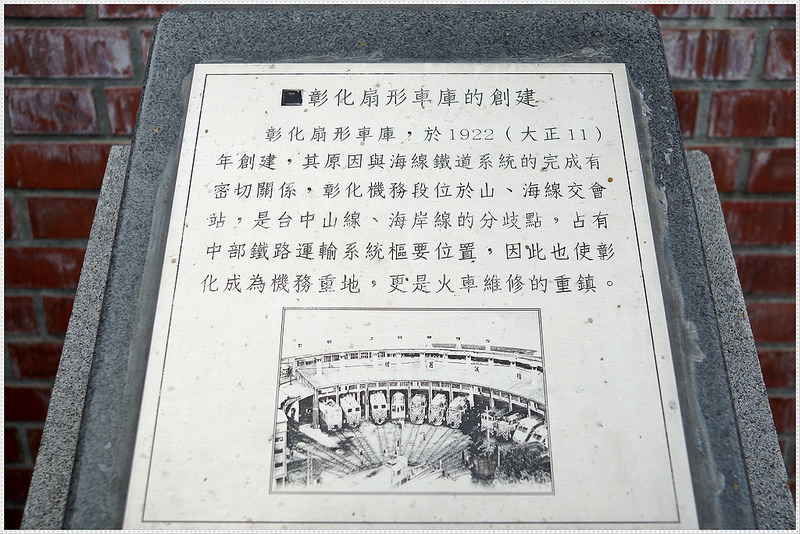 ■彰化扇形車庫的創建
彰化扇形車庫，於1922（大正11）
年創建，其原因與海線鐵道系統的完成有
密切關係，彰化機務段位於山、海線交會
站，是台中山線、海岸線的分歧點，占有
中部鐵路運輸系統樞要位置，因此也使彰
化成為機務重地，更是火車維修的重鎮。